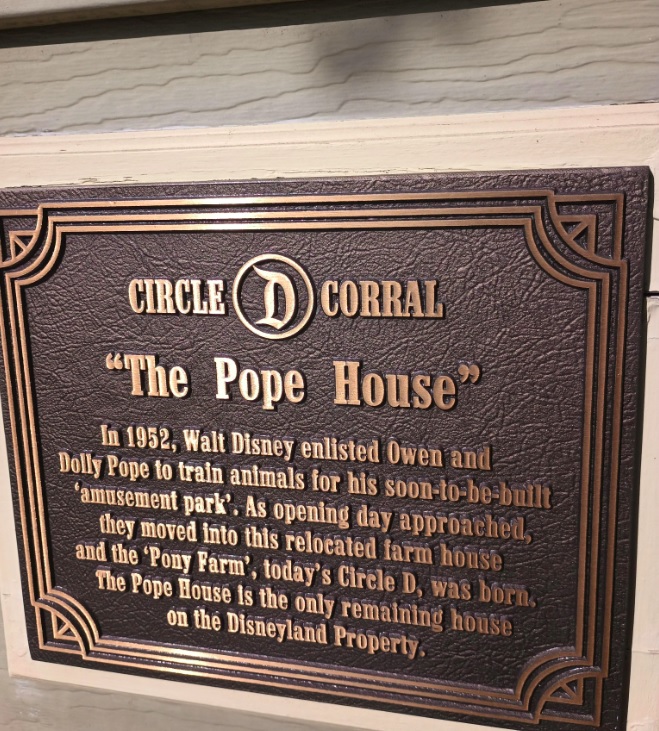 CIRCLE D CORRAL
“The Pope House”
In 1952, Walt Disney enlisted Owen and
Dolly Pope to train animals for his soon-to-be-built
‘amusement park’. As opening day approached,
they moved into this relocated farm house
and the ‘Pony Farm’, today’s Circle D, was born.
The Pope House is the only remaining house
on the Disneyland Property.